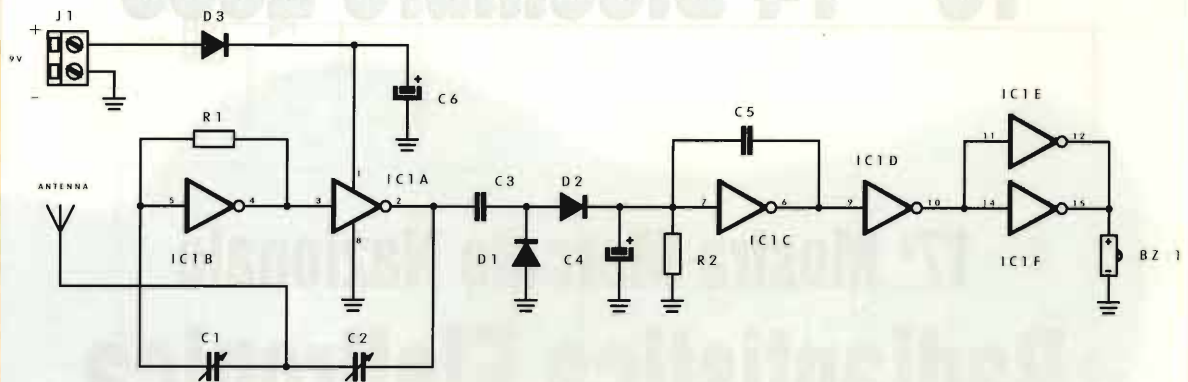 J1
D3
+
9V
-
C6
R1
IC1E
C5
11
12
IC1D
ANTENNA
1
IC1A
C3
D2
5
4
3
2
7
6
9
10
14
15
8
IC1B
D1
C4
R2
IC1C
IC1F
BZ 1
C1
C2
+
+
+
-